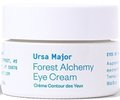 Ursa Major
Forest Alchemy
Eye Cream
Crème Contour des Yeux